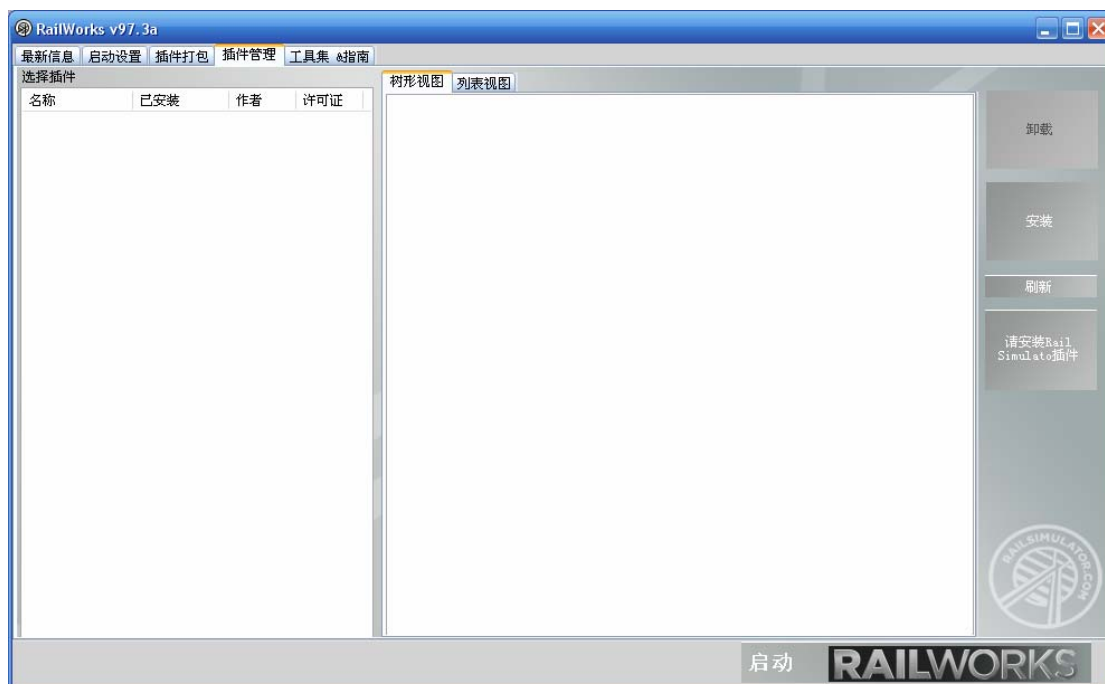 RailWorks v97.3a
最新信息 启动设置 插件打包 插件管理 工具集 &指南
选择插件
名称 已安装 作者 许可证
树形视图 列表视图
卸载
安装
刷新
请安装Rail
Simulato插件
RAILSIMULATOR.COM
启动 RAILWORKS